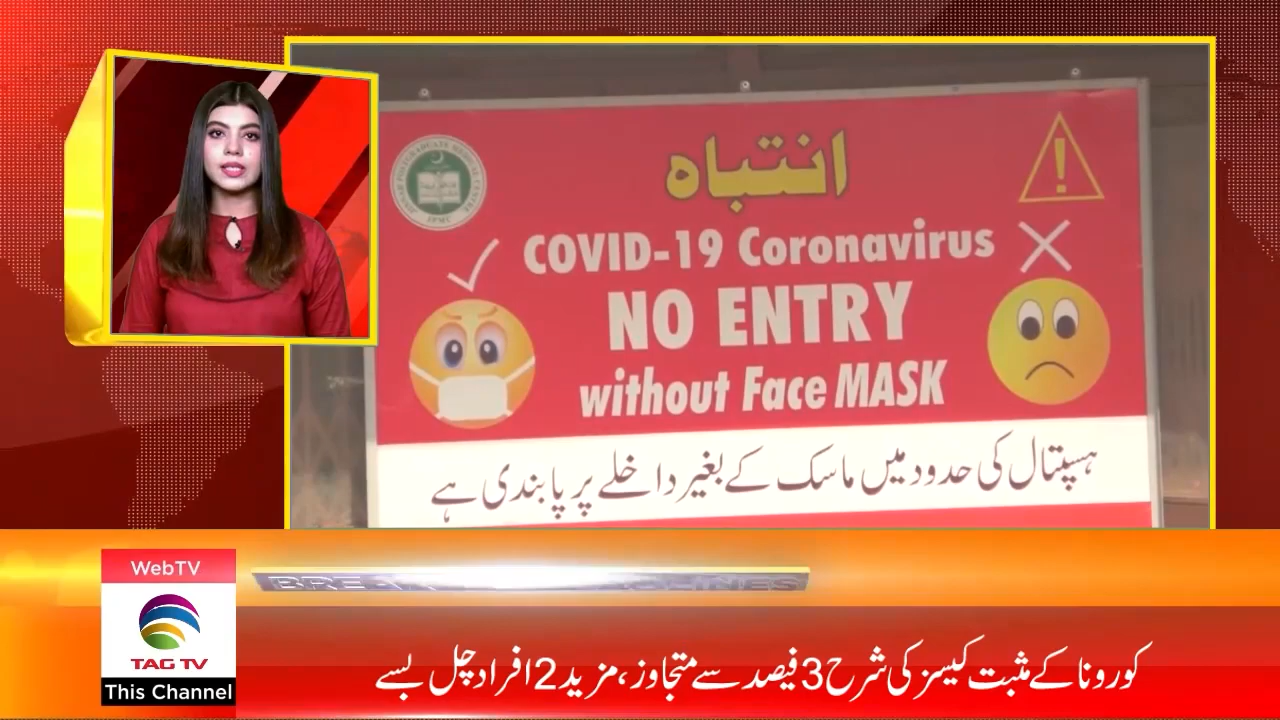 انتباہ
COVID-19 Coronavirus
NO ENTRY
without Face MASK
ہسپتال کی حدود میں ماسک کے بغیر داخلے پر پابندی ہے
JPMC
WebTV
TAG TV
This Channel
کورونا کے مثبت کیسز کی شرح 3 فیصد سے متجاوز، مزید 2 افراد چل بسے